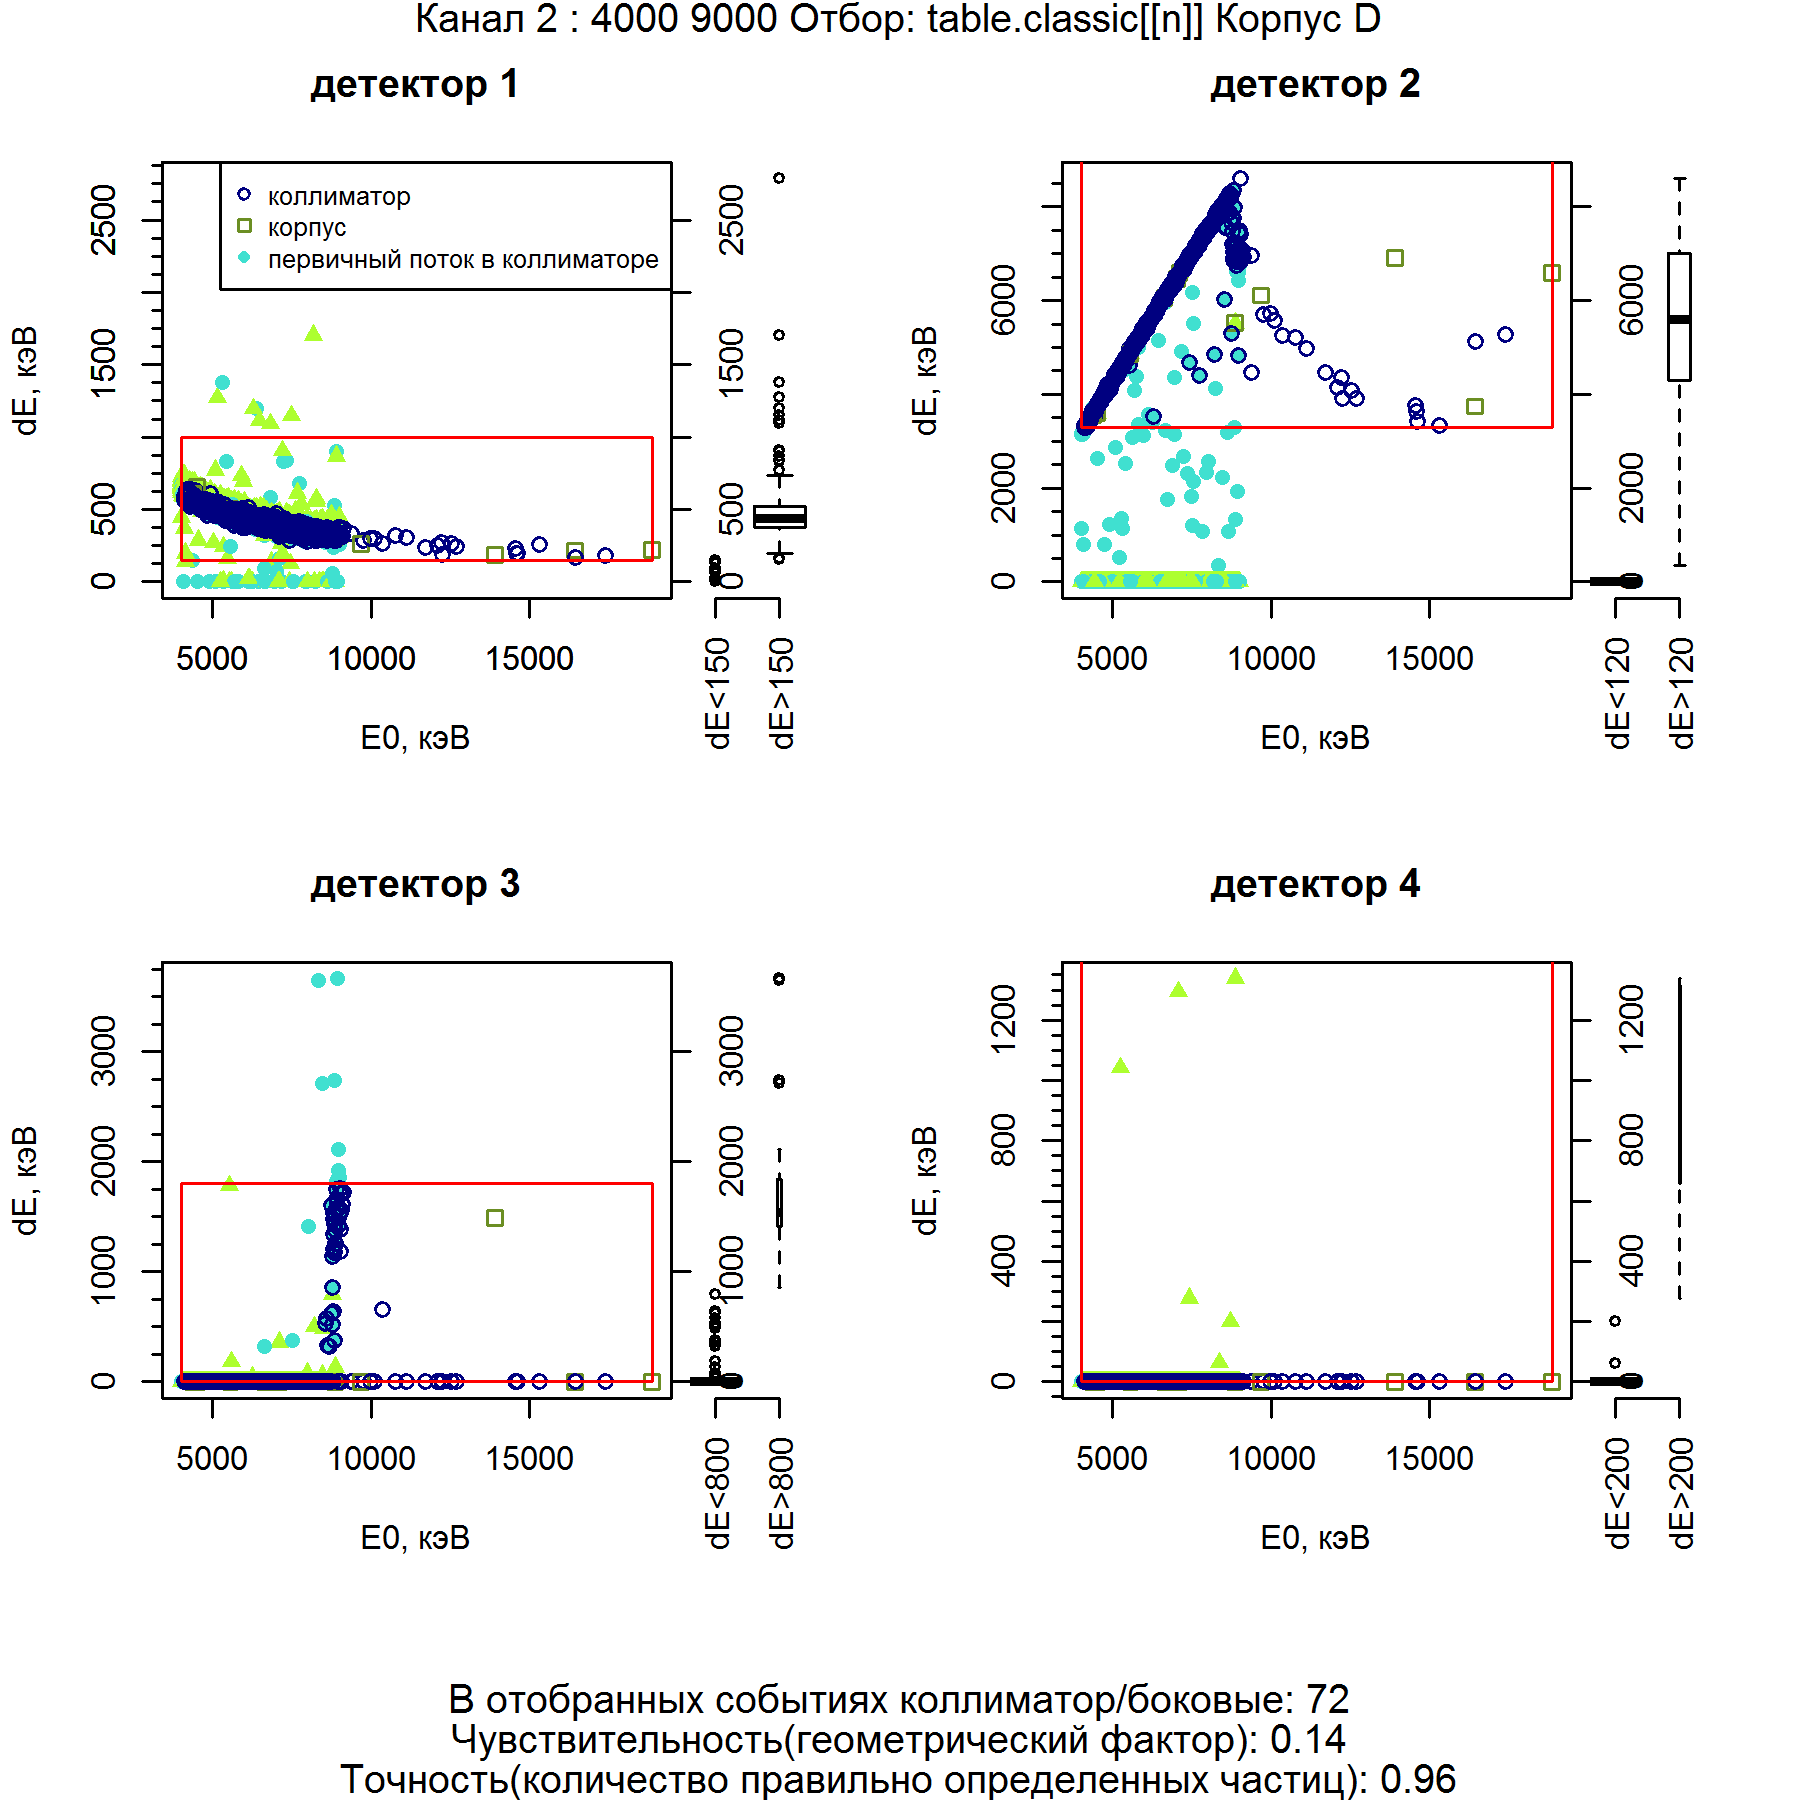 Канал 2 : 4000 9000 Отбор: table.classic[[n]] Корпус D
детектор 1
коллиматор
корпус
первичный поток в коллиматоре
dE, кэВ
0 500 1500 2500
5000 10000 15000
E0, кэВ
0 500 1500 2500
dE<150
dE>150
детектор 2
dE, кэВ
0 2000 6000
5000 10000 15000
E0, кэВ
0 2000 6000
dE<120
dE>120
детектор 3
dE, кэВ
0 1000 2000 3000
5000 10000 15000
E0, кэВ
0 1000 2000 3000
dE<800
dE>800
детектор 4
dE, кэВ
0 400 800 1200
5000 10000 15000
E0, кэВ
0 400 800 1200
dE<200
dE>200
В отобранных событиях коллиматор/боковые: 72
Чувствительность(геометрический фактор): 0.14
Точность(количество правильно определенных частиц): 0.96